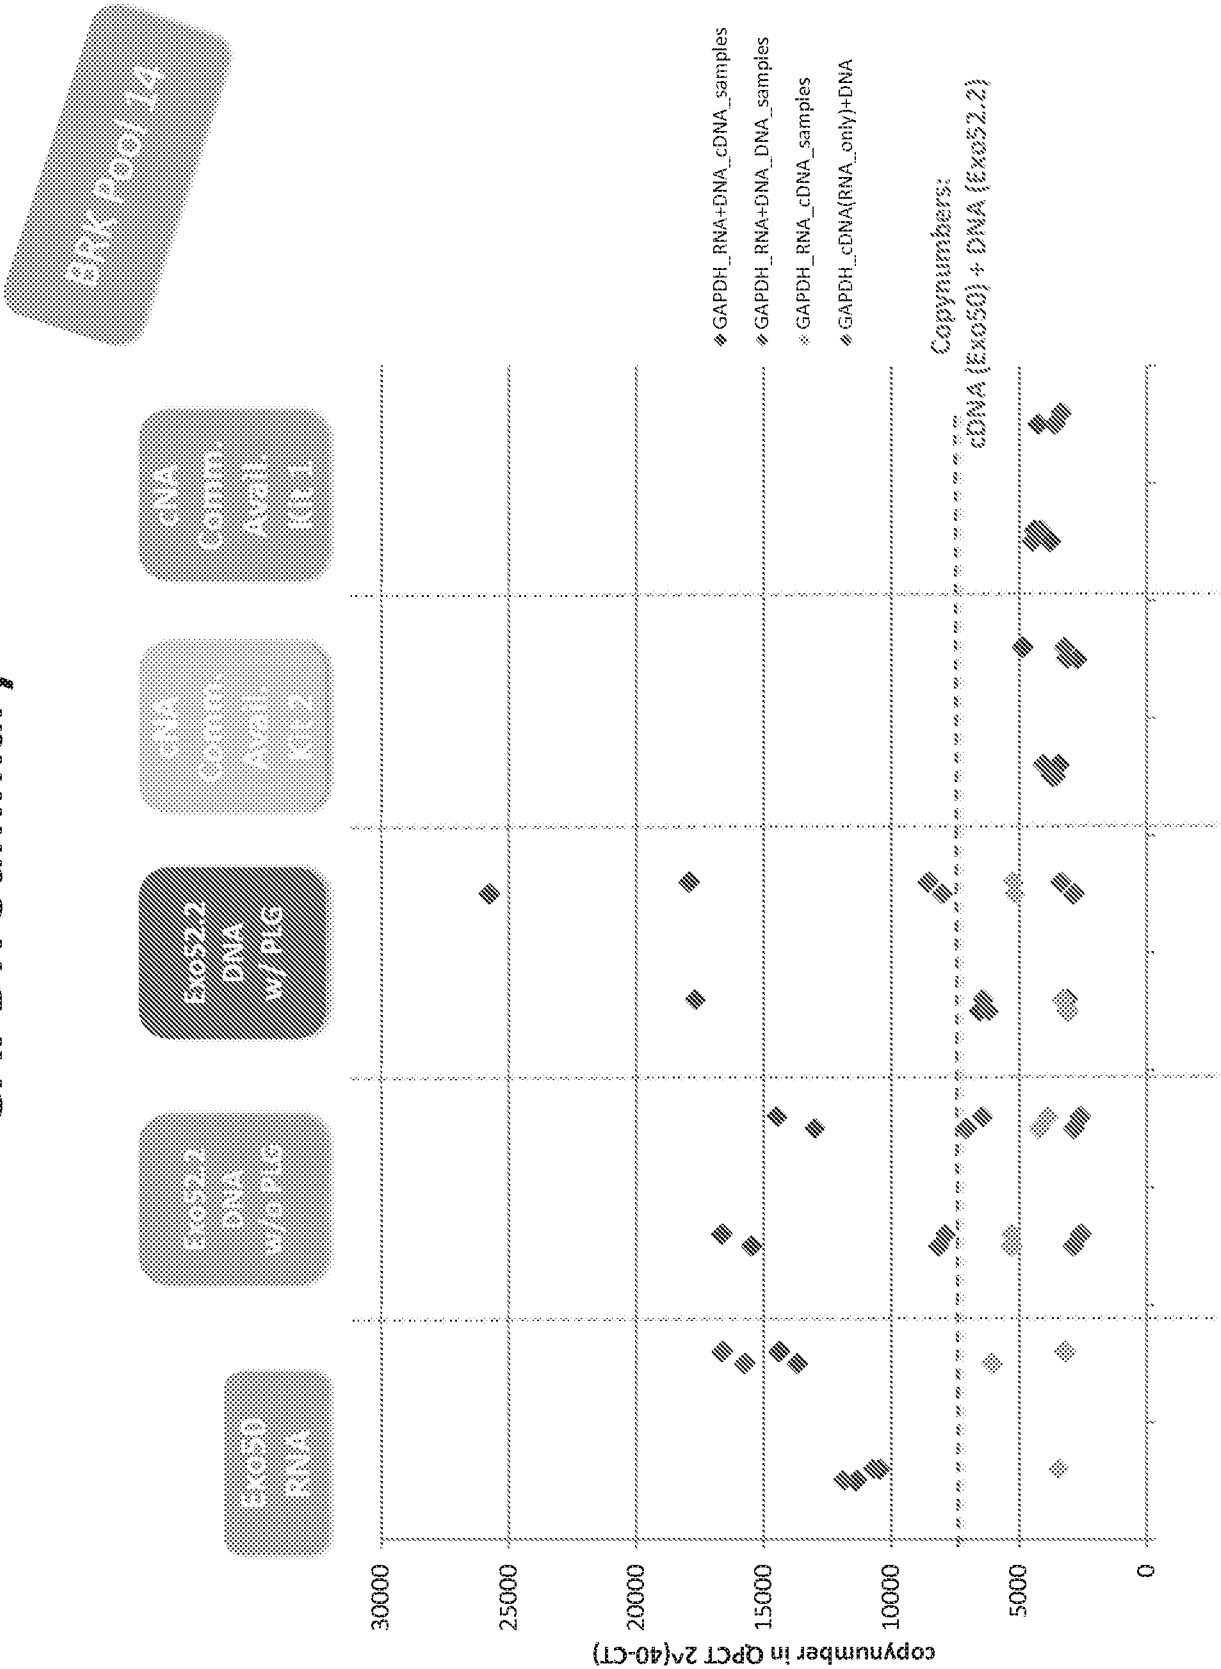 BRK Pool 14
Exo50
RNA
Exo52.2
DNA
w/o PLG
Exo52.2
DNA
w/ PLG
cNA
Comm.
Avail.
Kit 2
cNA
Comm.
Avail.
Kit 1
copynumber in QPCT 2^(40-CT)
30000
25000
20000
15000
10000
5000
0
GAPDH_RNA+DNA_cDNA_samples
GAPDH_RNA+DNA_DNA_samples
GAPDH_RNA_cDNA_samples
GAPDH_cDNA(RNA_only)+DNA
Copynumbers:
cDNA (Exo50) + DNA (Exo52.2)